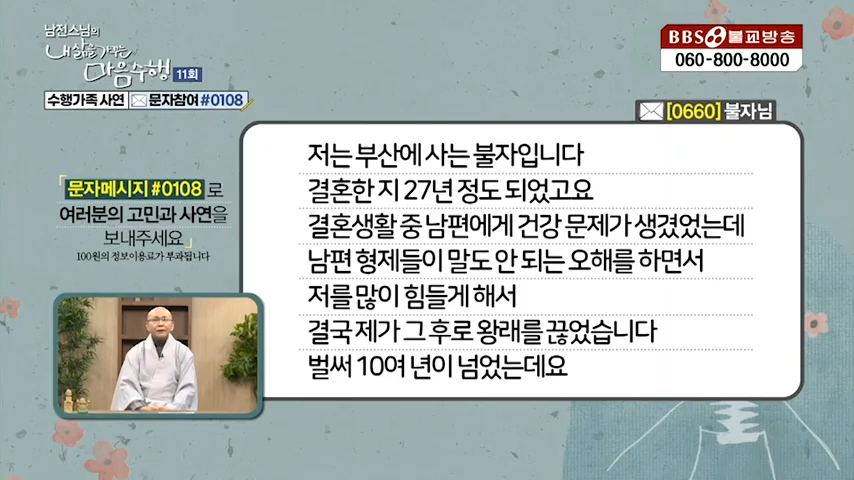 남전스님의
내 삶을 가꾸는
마음수행 11회
수행가족 사연 문자참여 #0108
BBS 불교방송
060-800-8000
[0660] 불자님
「문자메시지 #0108 로
여러분의 고민과 사연을
보내주세요」
100원의 정보이용료가 부과됩니다
저는 부산에 사는 불자입니다
결혼한 지 27년 정도 되었고요
결혼생활 중 남편에게 건강 문제가 생겼었는데
남편 형제들이 말도 안 되는 오해를 하면서
저를 많이 힘들게 해서
결국 제가 그 후로 왕래를 끊었습니다
벌써 10여 년이 넘었는데요